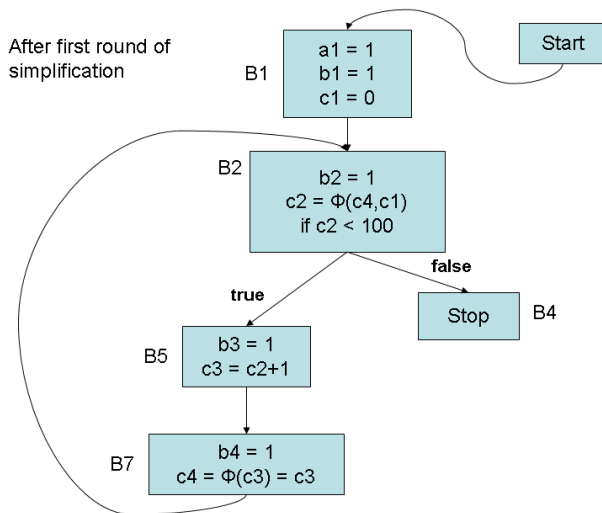 After first round of
simplification
Start
B1
a1 = 1
b1 = 1
c1 = 0
B2
b2 = 1
c2 = Φ(c4,c1)
if c2 < 100
true
false
Stop
B4
B5
b3 = 1
c3 = c2+1
B7
b4 = 1
c4 = Φ(c3) = c3